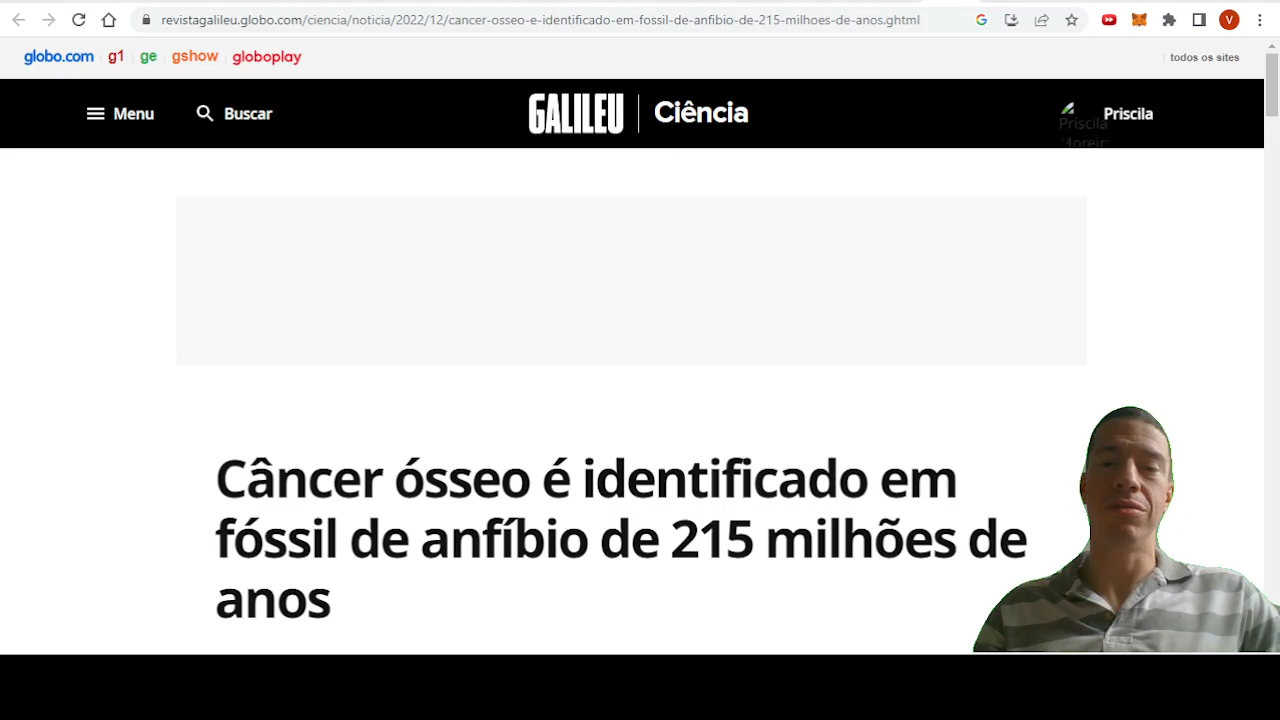 revistagalileu.globo.com/ciencia/noticia/2022/12/cancer-osseo-e-identificado-em-fossil-de-anfibio-de-215-milhoes-de-anos.ghtml
V
globo.com g1 ge gshow globoplay
todos os sites
Menu Buscar GALILEU Ciência Priscila
Priscila
Câncer ósseo é identificado em
fóssil de anfíbio de 215 milhões de
anos